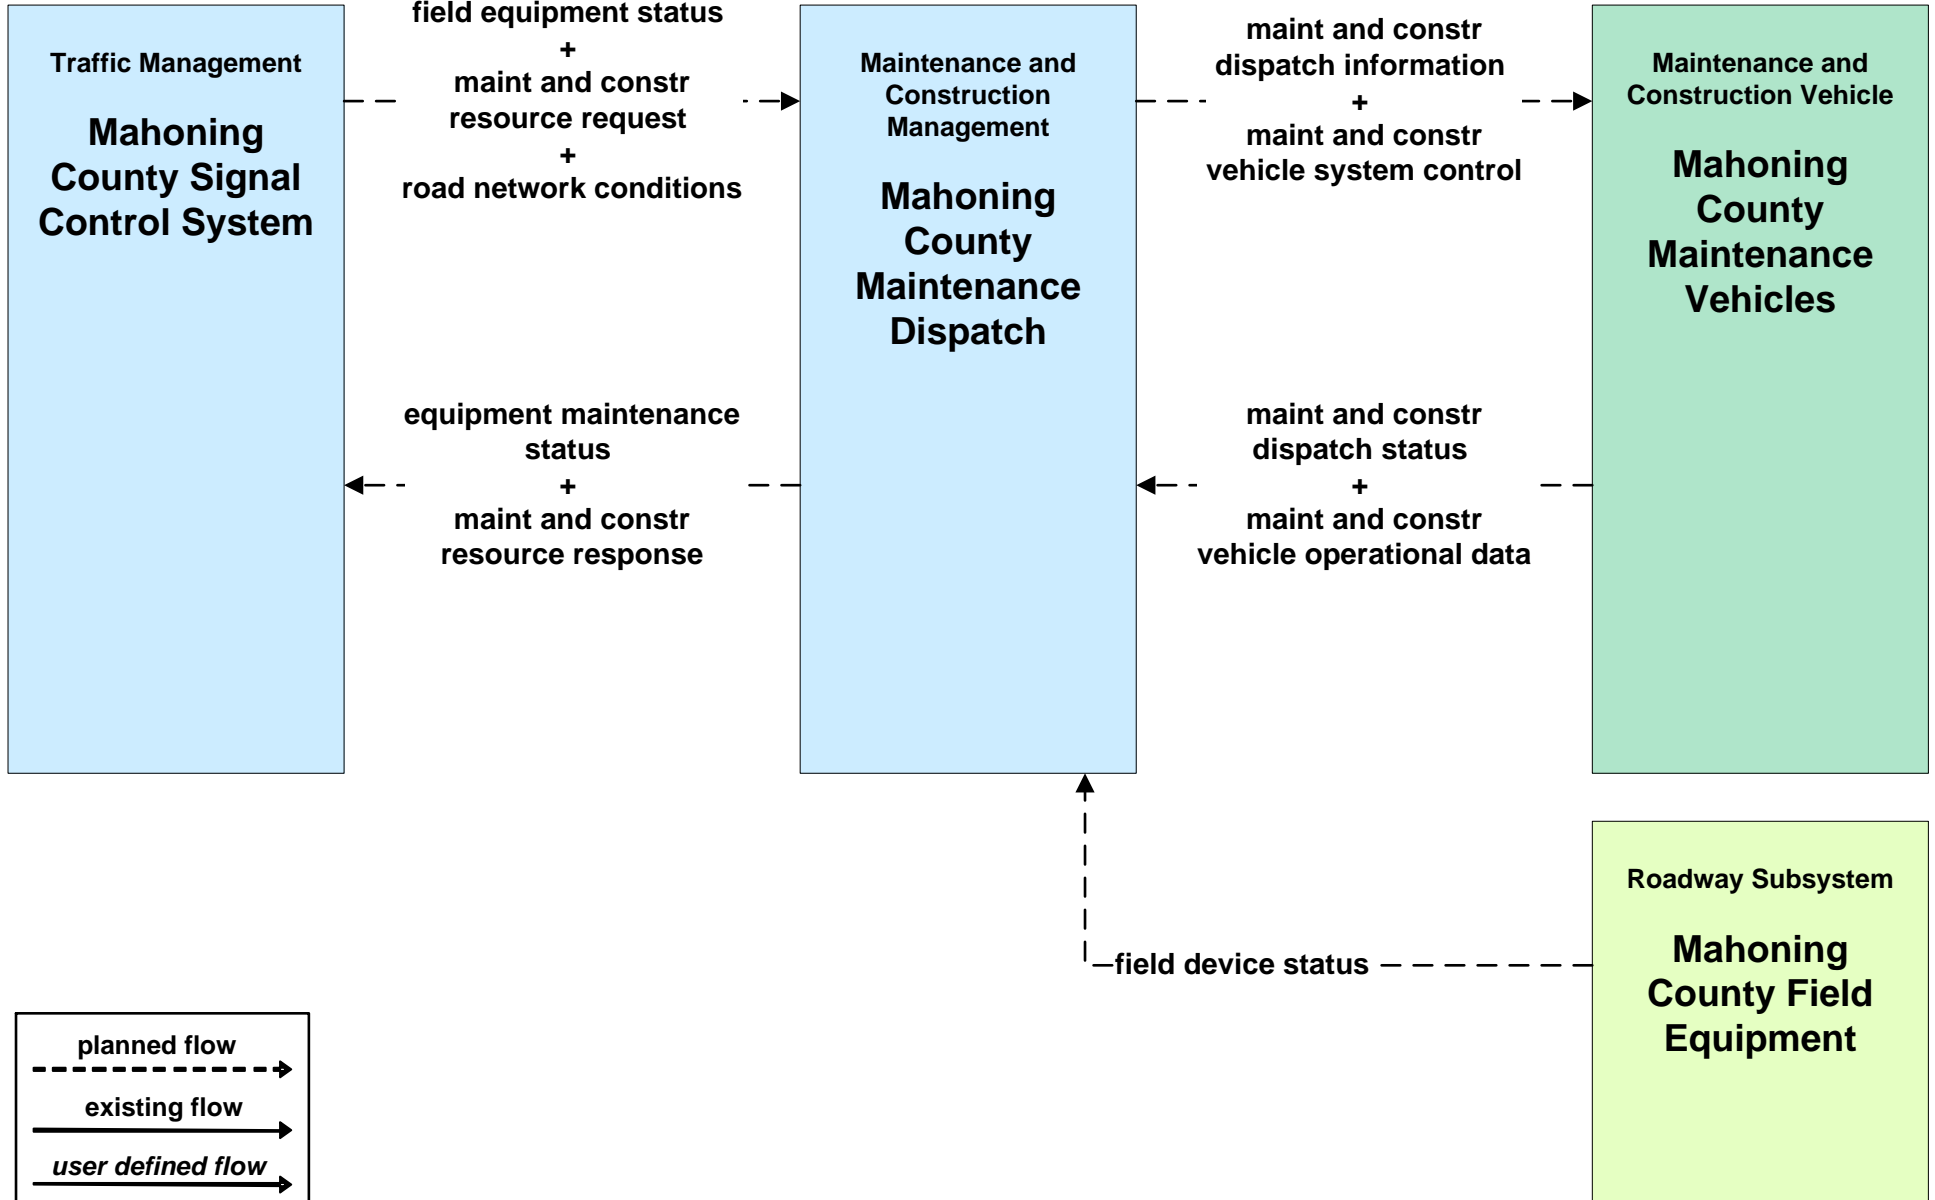 Traffic Management
Mahoning
County Signal
Control System
field equipment status
+
maint and constr
resource request
+
road network conditions
equipment maintenance
status
+
maint and constr
resource response
Maintenance and
Construction
Management
Mahoning
County
Maintenance
Dispatch
maint and constr
dispatch information
+
maint and constr
vehicle system control
maint and constr
dispatch status
+
maint and constr
vehicle operational data
Maintenance and
Construction Vehicle
Mahoning
County
Maintenance
Vehicles
field device status
Roadway Subsystem
Mahoning
County Field
Equipment
planned flow
existing flow
user defined flow